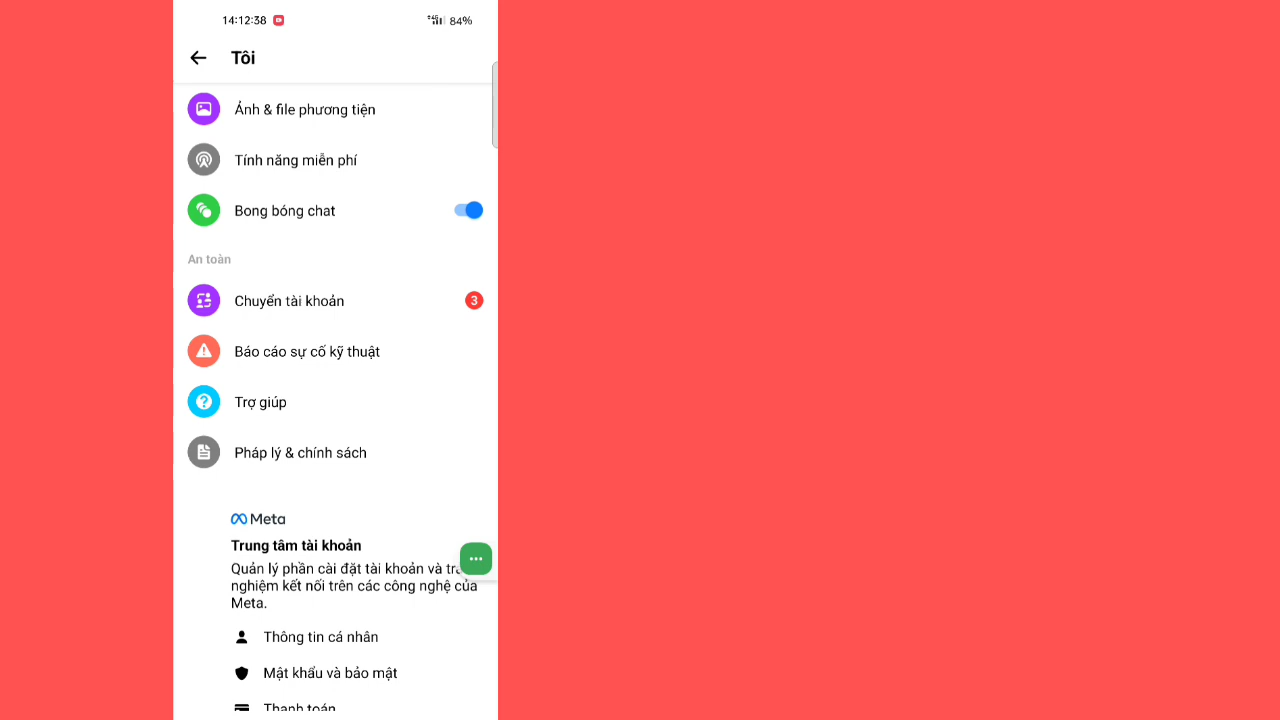 14:12:38
84%
Tôi
Ảnh & file phương tiện
Tính năng miễn phí
Bong bóng chat
An toàn
Chuyển tài khoản
3
Báo cáo sự cố kỹ thuật
Trợ giúp
Pháp lý & chính sách
Meta
Trung tâm tài khoản
Quản lý phần cài đặt tài khoản và
nghiệm kết nối trên các công nghệ của
Meta.
Thông tin cá nhân
Mật khẩu và bảo mật
Thanh toán